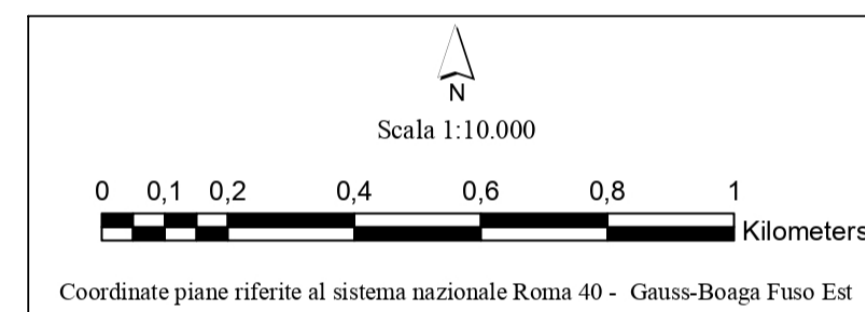 N
Scala 1:10.000
0 0,1 0,2 0,4 0,6 0,8 1
Kilometers
Coordinate piane riferite al sistema nazionale Roma 40 - Gauss-Boaga Fuso Est